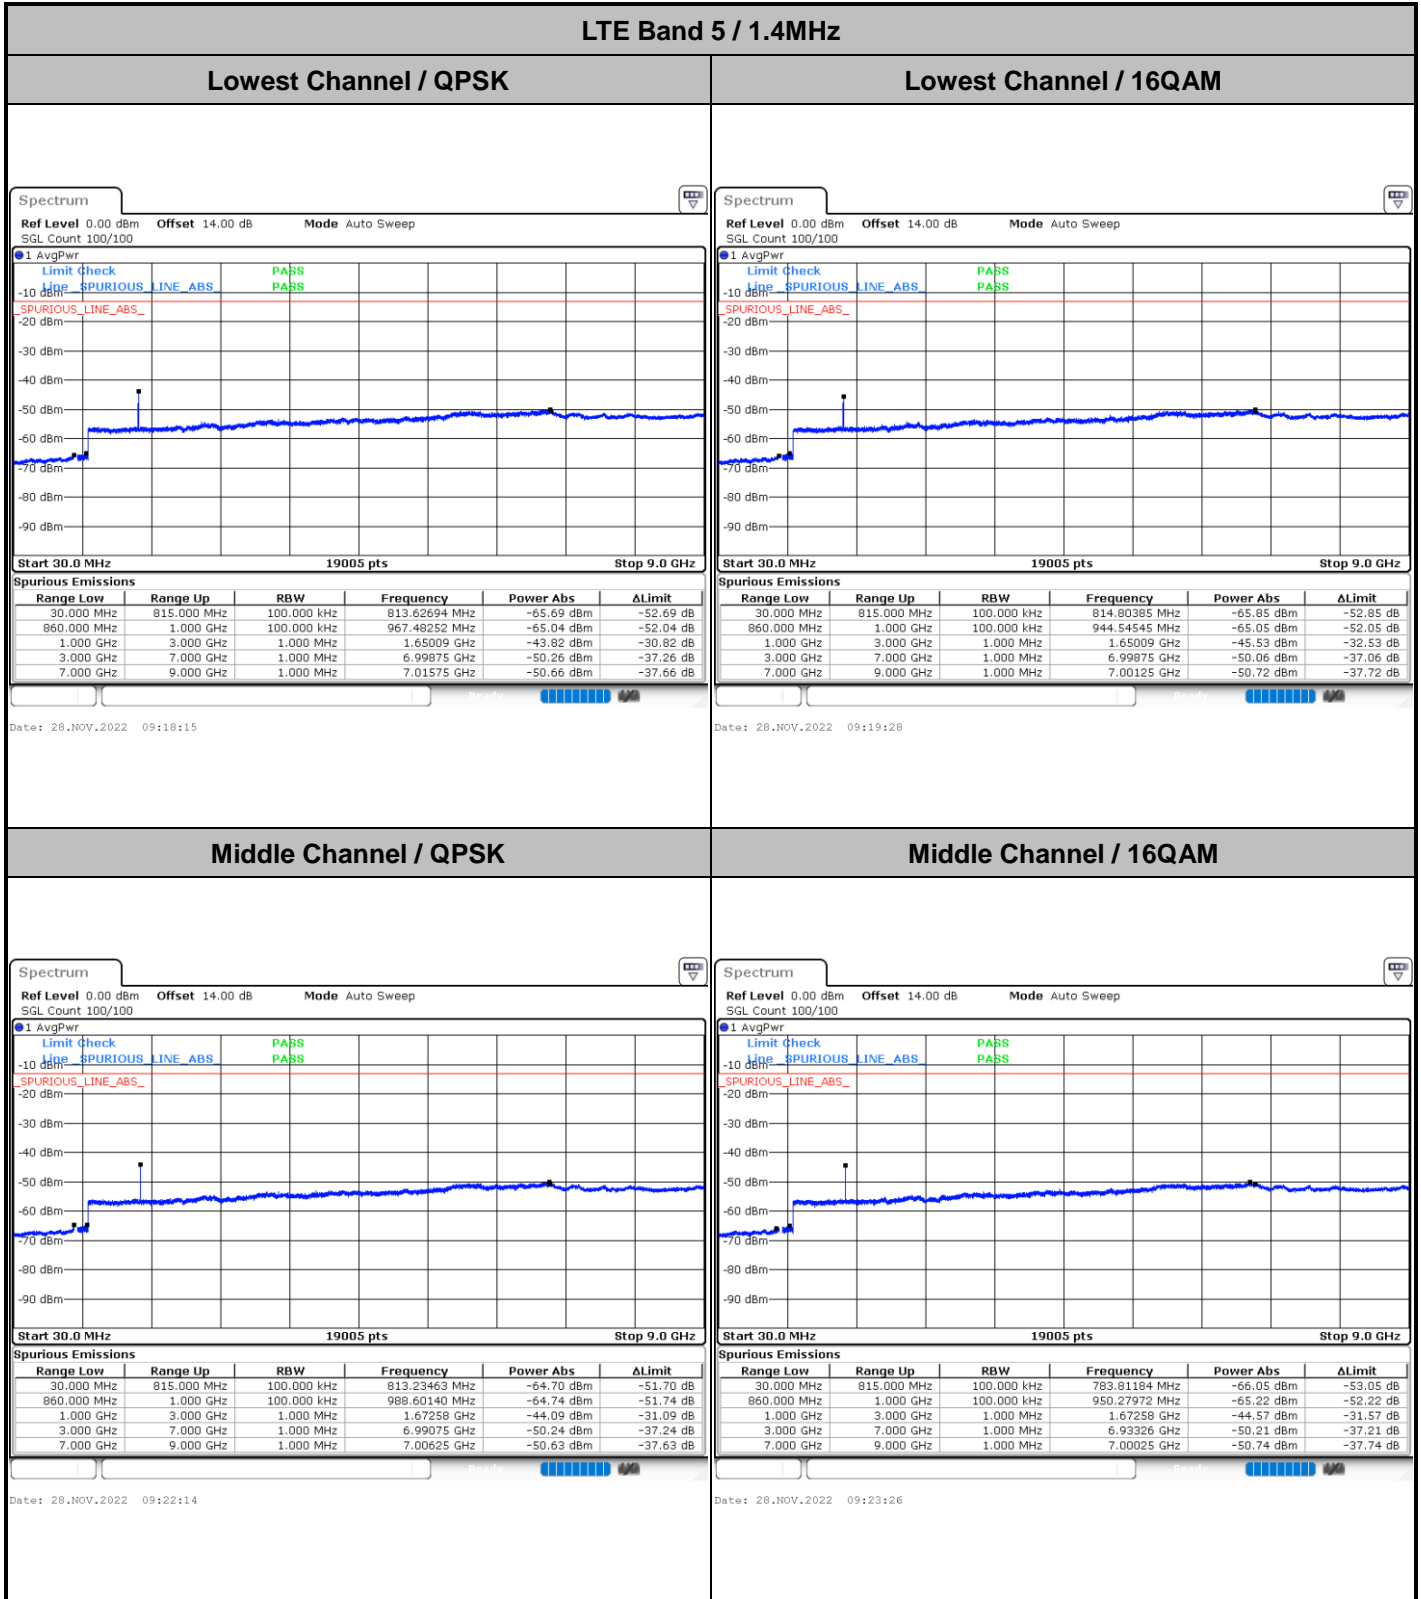 LTE Band 5 / 1.4MHz
Lowest Channel / QPSK
Lowest Channel / 16QAM
Spectrum
Ref Level 0.00 dBm Offset 14.00 dB Mode Auto Sweep
SGL Count 100/100
1 AvgPwr
Limit Check PASS
Line _SPURIOUS_LINE_ABS_ PASS
-10 dBm
_SPURIOUS_LINE_ABS_
-20 dBm
-30 dBm
-40 dBm
-50 dBm
-60 dBm
-70 dBm
-80 dBm
-90 dBm
Start 30.0 MHz 19005 pts Stop 9.0 GHz
Spurious Emissions
Range Low Range Up RBW Frequency Power Abs ΔLimit
30.000 MHz 815.000 MHz 100.000 kHz 813.62694 MHz -65.69 dBm -52.69 dB
860.000 MHz 1.000 GHz 100.000 kHz 967.48252 MHz -65.04 dBm -52.04 dB
1.000 GHz 3.000 GHz 1.000 MHz 1.65009 GHz -43.82 dBm -30.82 dB
3.000 GHz 7.000 GHz 1.000 MHz 6.99875 GHz -50.26 dBm -37.26 dB
7.000 GHz 9.000 GHz 1.000 MHz 7.01575 GHz -50.66 dBm -37.66 dB
Ready
Date: 28.NOV.2022 09:18:15
Spectrum
Ref Level 0.00 dBm Offset 14.00 dB Mode Auto Sweep
SGL Count 100/100
1 AvgPwr
Limit Check PASS
Line _SPURIOUS_LINE_ABS_ PASS
-10 dBm
_SPURIOUS_LINE_ABS_
-20 dBm
-30 dBm
-40 dBm
-50 dBm
-60 dBm
-70 dBm
-80 dBm
-90 dBm
Start 30.0 MHz 19005 pts Stop 9.0 GHz
Spurious Emissions
Range Low Range Up RBW Frequency Power Abs ΔLimit
30.000 MHz 815.000 MHz 100.000 kHz 814.80385 MHz -65.85 dBm -52.85 dB
860.000 MHz 1.000 GHz 100.000 kHz 944.54545 MHz -65.05 dBm -52.05 dB
1.000 GHz 3.000 GHz 1.000 MHz 1.65009 GHz -45.53 dBm -32.53 dB
3.000 GHz 7.000 GHz 1.000 MHz 6.99875 GHz -50.06 dBm -37.06 dB
7.000 GHz 9.000 GHz 1.000 MHz 7.00125 GHz -50.72 dBm -37.72 dB
Ready
Date: 28.NOV.2022 09:19:28
Middle Channel / QPSK
Middle Channel / 16QAM
Spectrum
Ref Level 0.00 dBm Offset 14.00 dB Mode Auto Sweep
SGL Count 100/100
1 AvgPwr
Limit Check PASS
Line _SPURIOUS_LINE_ABS_ PASS
-10 dBm
_SPURIOUS_LINE_ABS_
-20 dBm
-30 dBm
-40 dBm
-50 dBm
-60 dBm
-70 dBm
-80 dBm
-90 dBm
Start 30.0 MHz 19005 pts Stop 9.0 GHz
Spurious Emissions
Range Low Range Up RBW Frequency Power Abs ΔLimit
30.000 MHz 815.000 MHz 100.000 kHz 813.23463 MHz -64.70 dBm -51.70 dB
860.000 MHz 1.000 GHz 100.000 kHz 988.60140 MHz -64.74 dBm -51.74 dB
1.000 GHz 3.000 GHz 1.000 MHz 1.67258 GHz -44.09 dBm -31.09 dB
3.000 GHz 7.000 GHz 1.000 MHz 6.99075 GHz -50.24 dBm -37.24 dB
7.000 GHz 9.000 GHz 1.000 MHz 7.00625 GHz -50.63 dBm -37.63 dB
Ready
Date: 28.NOV.2022 09:22:14
Spectrum
Ref Level 0.00 dBm Offset 14.00 dB Mode Auto Sweep
SGL Count 100/100
1 AvgPwr
Limit Check PASS
Line _SPURIOUS_LINE_ABS_ PASS
-10 dBm
_SPURIOUS_LINE_ABS_
-20 dBm
-30 dBm
-40 dBm
-50 dBm
-60 dBm
-70 dBm
-80 dBm
-90 dBm
Start 30.0 MHz 19005 pts Stop 9.0 GHz
Spurious Emissions
Range Low Range Up RBW Frequency Power Abs ΔLimit
30.000 MHz 815.000 MHz 100.000 kHz 783.81184 MHz -66.05 dBm -53.05 dB
860.000 MHz 1.000 GHz 100.000 kHz 950.27972 MHz -65.22 dBm -52.22 dB
1.000 GHz 3.000 GHz 1.000 MHz 1.67258 GHz -44.57 dBm -31.57 dB
3.000 GHz 7.000 GHz 1.000 MHz 6.93326 GHz -50.21 dBm -37.21 dB
7.000 GHz 9.000 GHz 1.000 MHz 7.00025 GHz -50.74 dBm -37.74 dB
Ready
Date: 28.NOV.2022 09:23:26